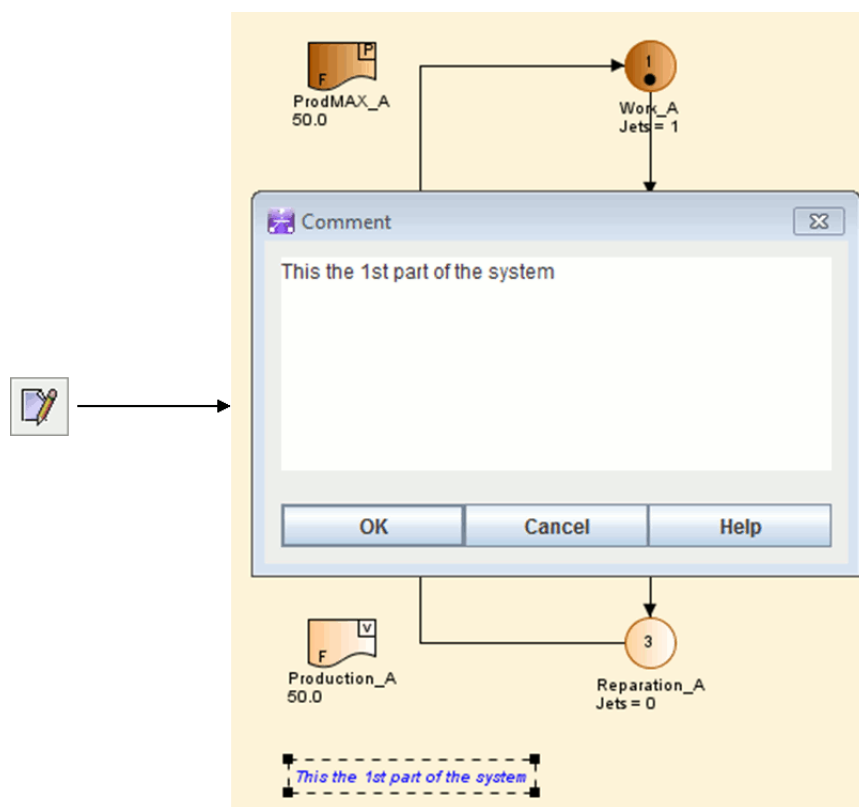 P
F
ProdMAX_A
50.0
1
Work_A
Jets = 1
Comment
This the 1st part of the system
OK
Cancel
Help
V
F
Production_A
50.0
3
Reparation_A
Jets = 0
This the 1st part of the system